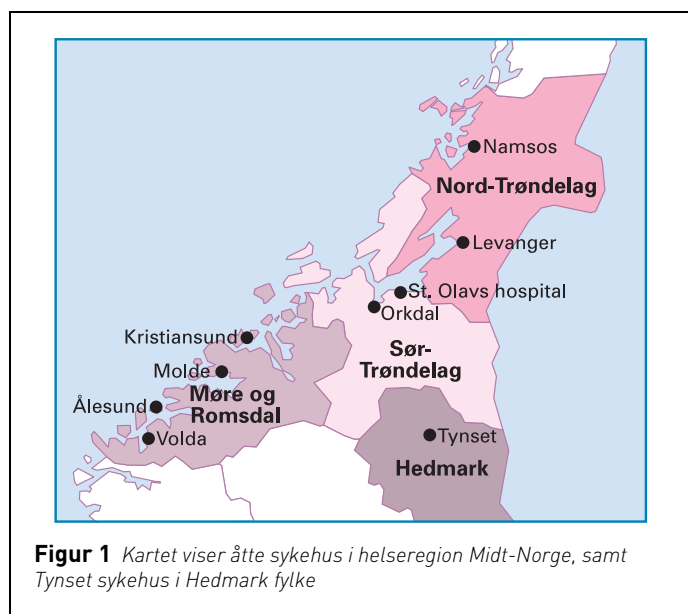 Namsos
Nord-Trøndelag
Levanger
St. Olavs hospital
Orkdal
Kristiansund
Sør-
Trøndelag
Molde
Møre og
Romsdal
Ålesund
Volda
Tynset
Hedmark
Figur 1 Kartet viser åtte sykehus i helseregion Midt-Norge, samt
Tynset sykehus i Hedmark fylke